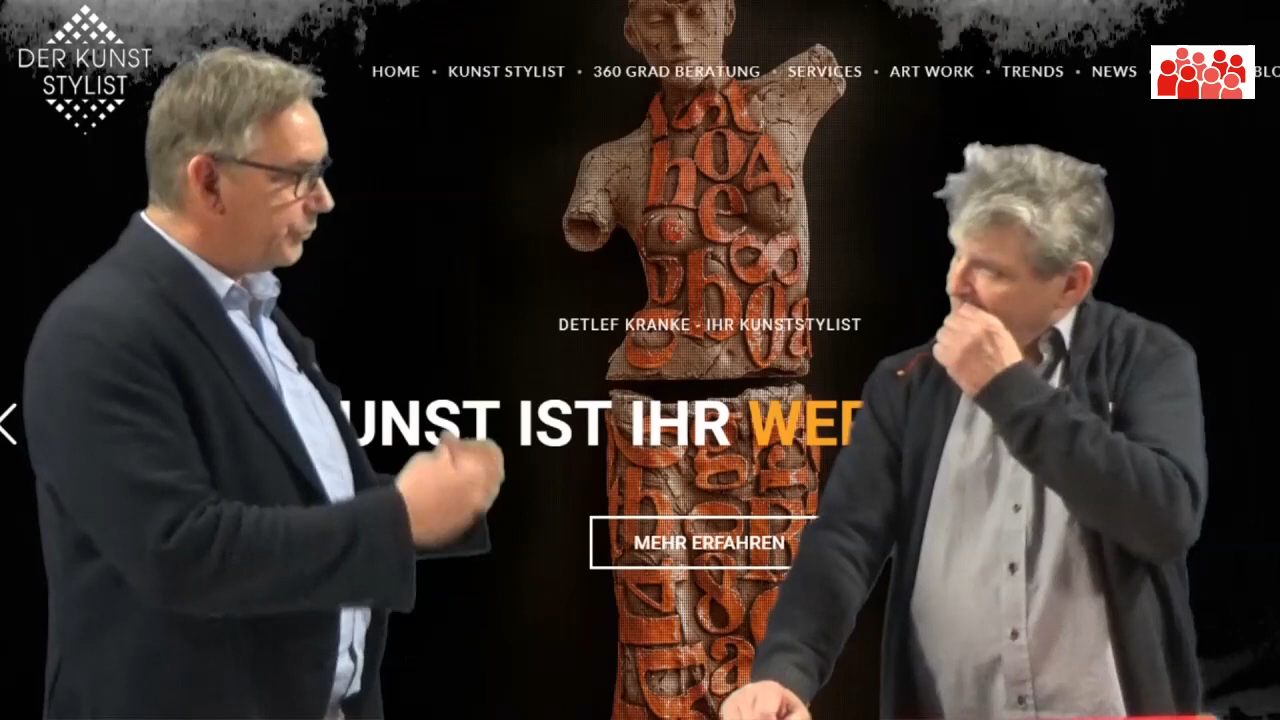 DER KUNST
STYLIST
HOME • KUNST STYLIST • 360 GRAD BERATUNG • SERVICES • ART WORK • TRENDS • NEWS •
DETLEF KRANKE - IHR KUNSTSTYLIST
UNST IST IHR WER
MEHR ERFAHREN